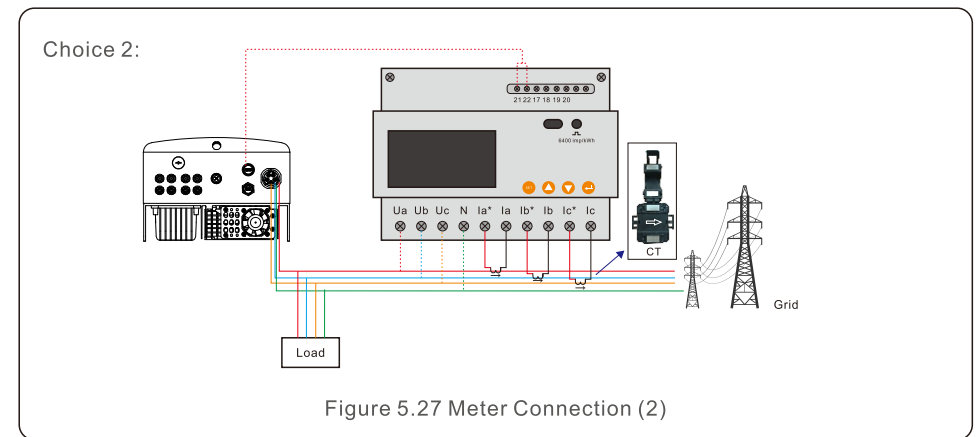 Choice 2:
21 22 17 18 19 20
6400 imp/kWh
Ua Ub Uc N Ia* Ia Ib* Ib Ic* Ic
CT
Grid
Load
Figure 5.27 Meter Connection (2)